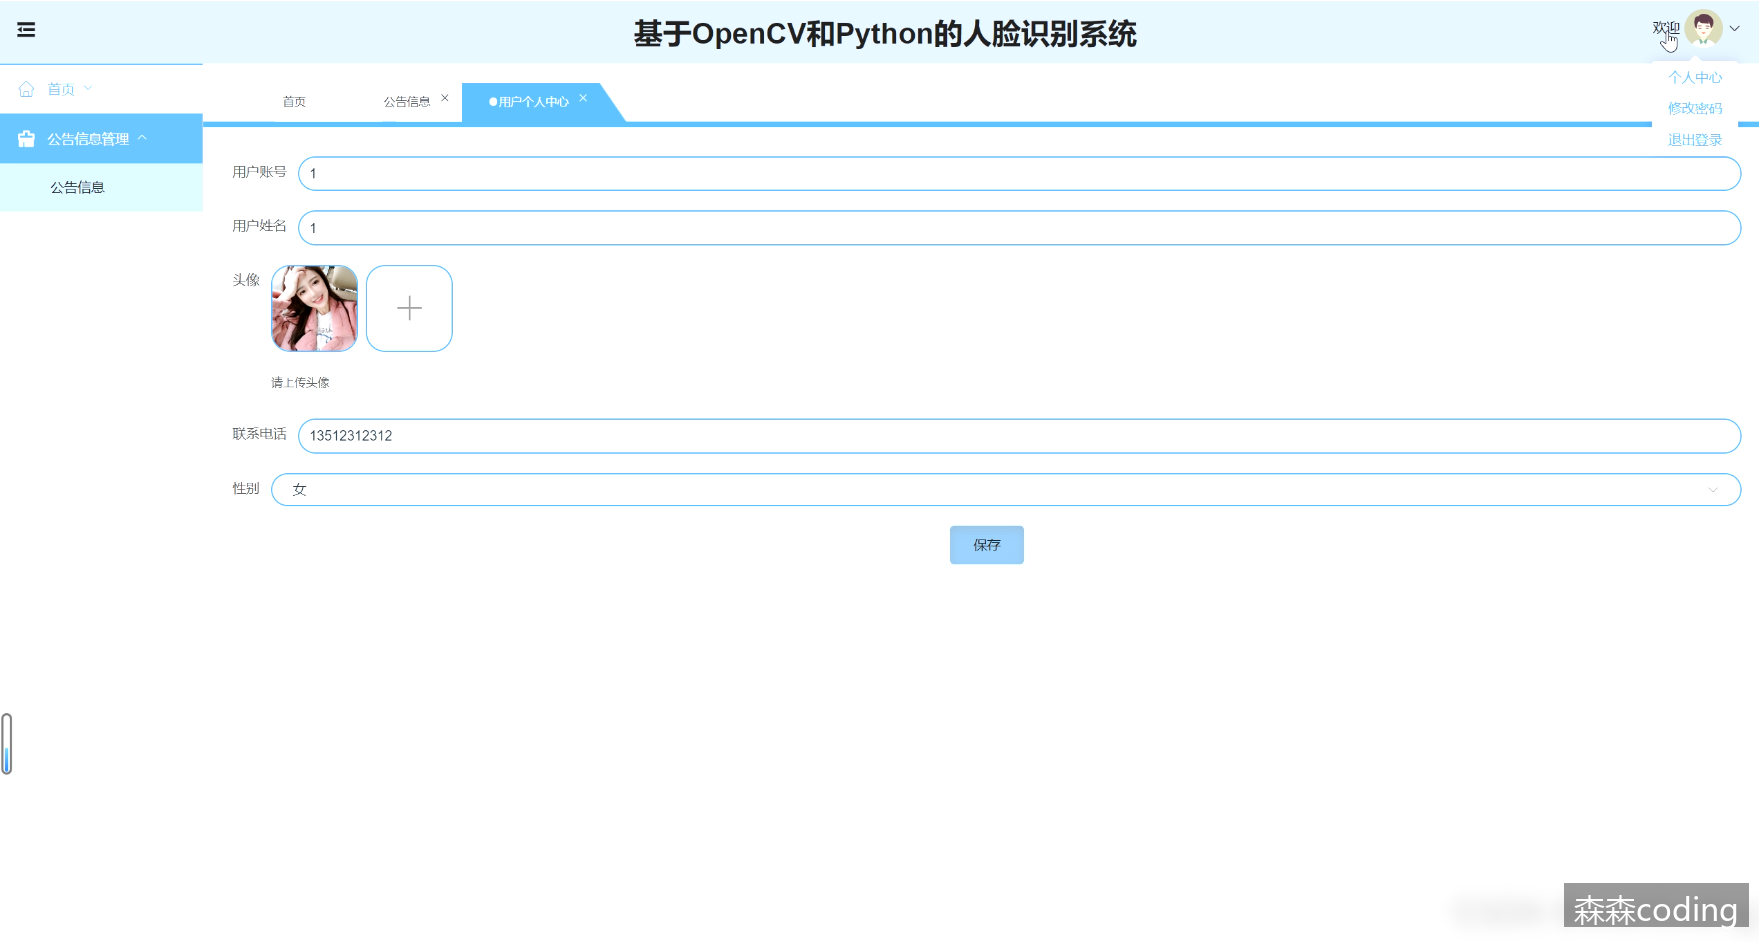 基于OpenCV和Python的人脸识别系统
欢迎
个人中心
修改密码
退出登录
首页
公告信息管理
公告信息
首页
公告信息
用户个人中心
用户账号
1
用户姓名
1
头像
请上传头像
联系电话
13512312312
性别
女
保存
森森coding